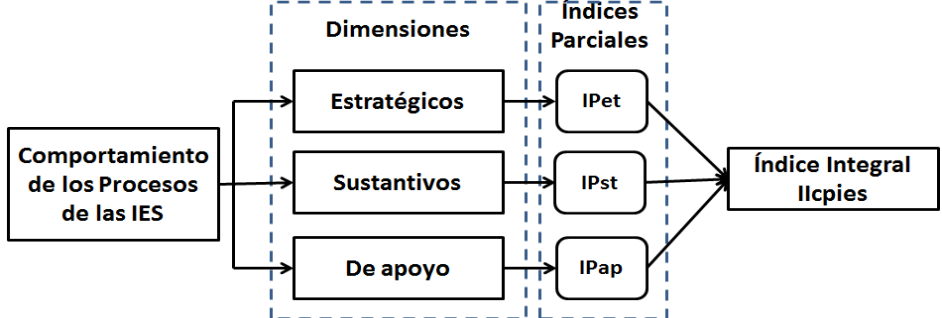 Comportamiento
de los Procesos
de las IES
Dimensiones
Estratégicos
Sustantivos
De apoyo
Índices
Parciales
IPet
IPst
IPap
Índice Integral
IIcpies